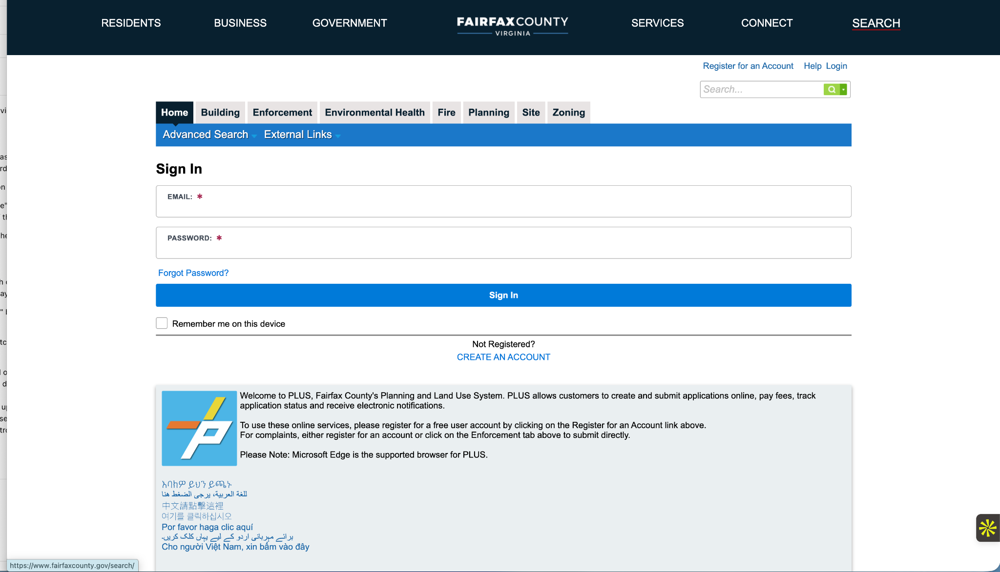 RESIDENTS
BUSINESS
GOVERNMENT
FAIRFAX COUNTY
VIRGINIA
SERVICES
CONNECT
SEARCH
Register for an Account Help Login
Search...
Home Building Enforcement Environmental Health Fire Planning Site Zoning
Advanced Search External Links
Sign In
EMAIL: *
PASSWORD: *
Forgot Password?
Sign In
Remember me on this device
Not Registered?
CREATE AN ACCOUNT
Welcome to PLUS, Fairfax County's Planning and Land Use System. PLUS allows customers to create and submit applications online, pay fees, track
application status and receive electronic notifications.
To use these online services, please register for a free user account by clicking on the Register for an Account link above.
For complaints, either register for an account or click on the Enforcement tab above to submit directly.
Please Note: Microsoft Edge is the supported browser for PLUS.
እባክዎ ይህን ይጫኑ
للغة العربية، يرجى الضغط هنا
中文請點擊這裡
여기를 클릭하십시오
Por favor haga clic aquí
برائے مہربانی اردو کے لیے یہاں کلک کریں۔
Cho người Việt Nam, xin bấm vào đây
https://www.fairfaxcounty.gov/search/